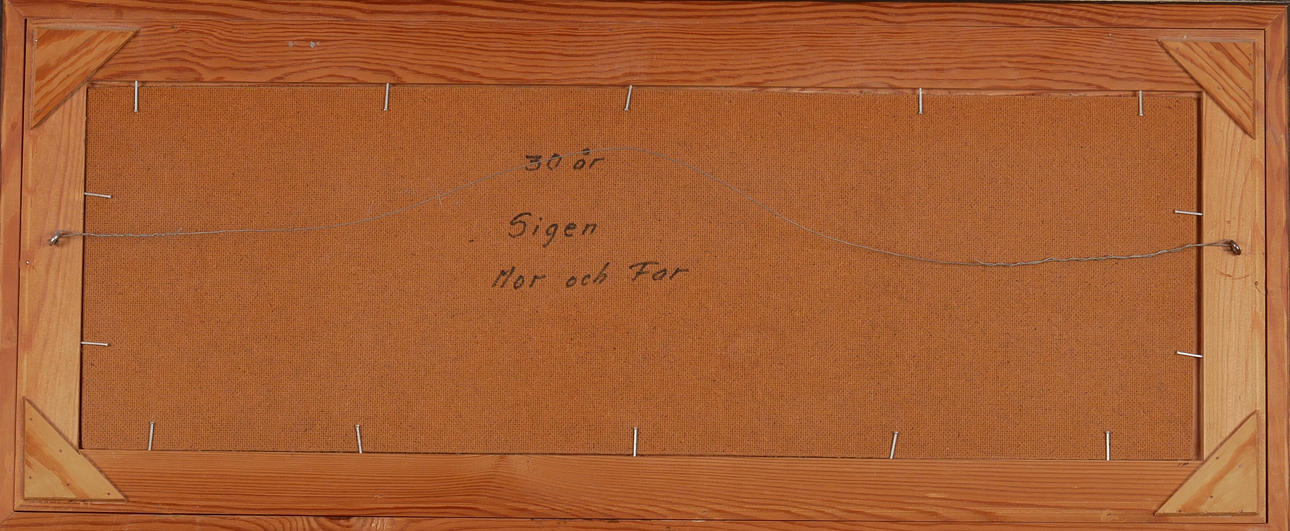 30 år
Sigen
Mor och Far